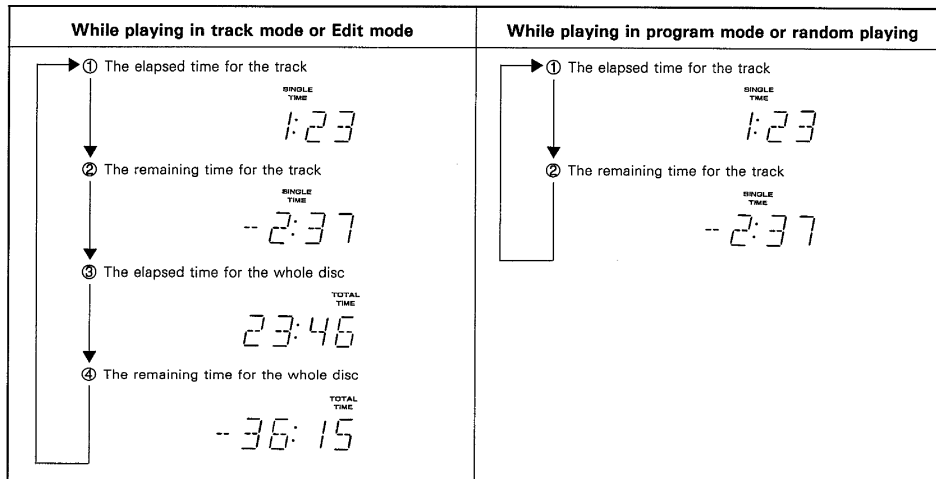 While playing in track mode or Edit mode
① The elapsed time for the track
SINGLE
TIME
1:23
② The remaining time for the track
SINGLE
TIME
-2:37
③ The elapsed time for the whole disc
TOTAL
TIME
23:46
④ The remaining time for the whole disc
TOTAL
TIME
-36:15
While playing in program mode or random playing
① The elapsed time for the track
SINGLE
TIME
1:23
② The remaining time for the track
SINGLE
TIME
-2:37